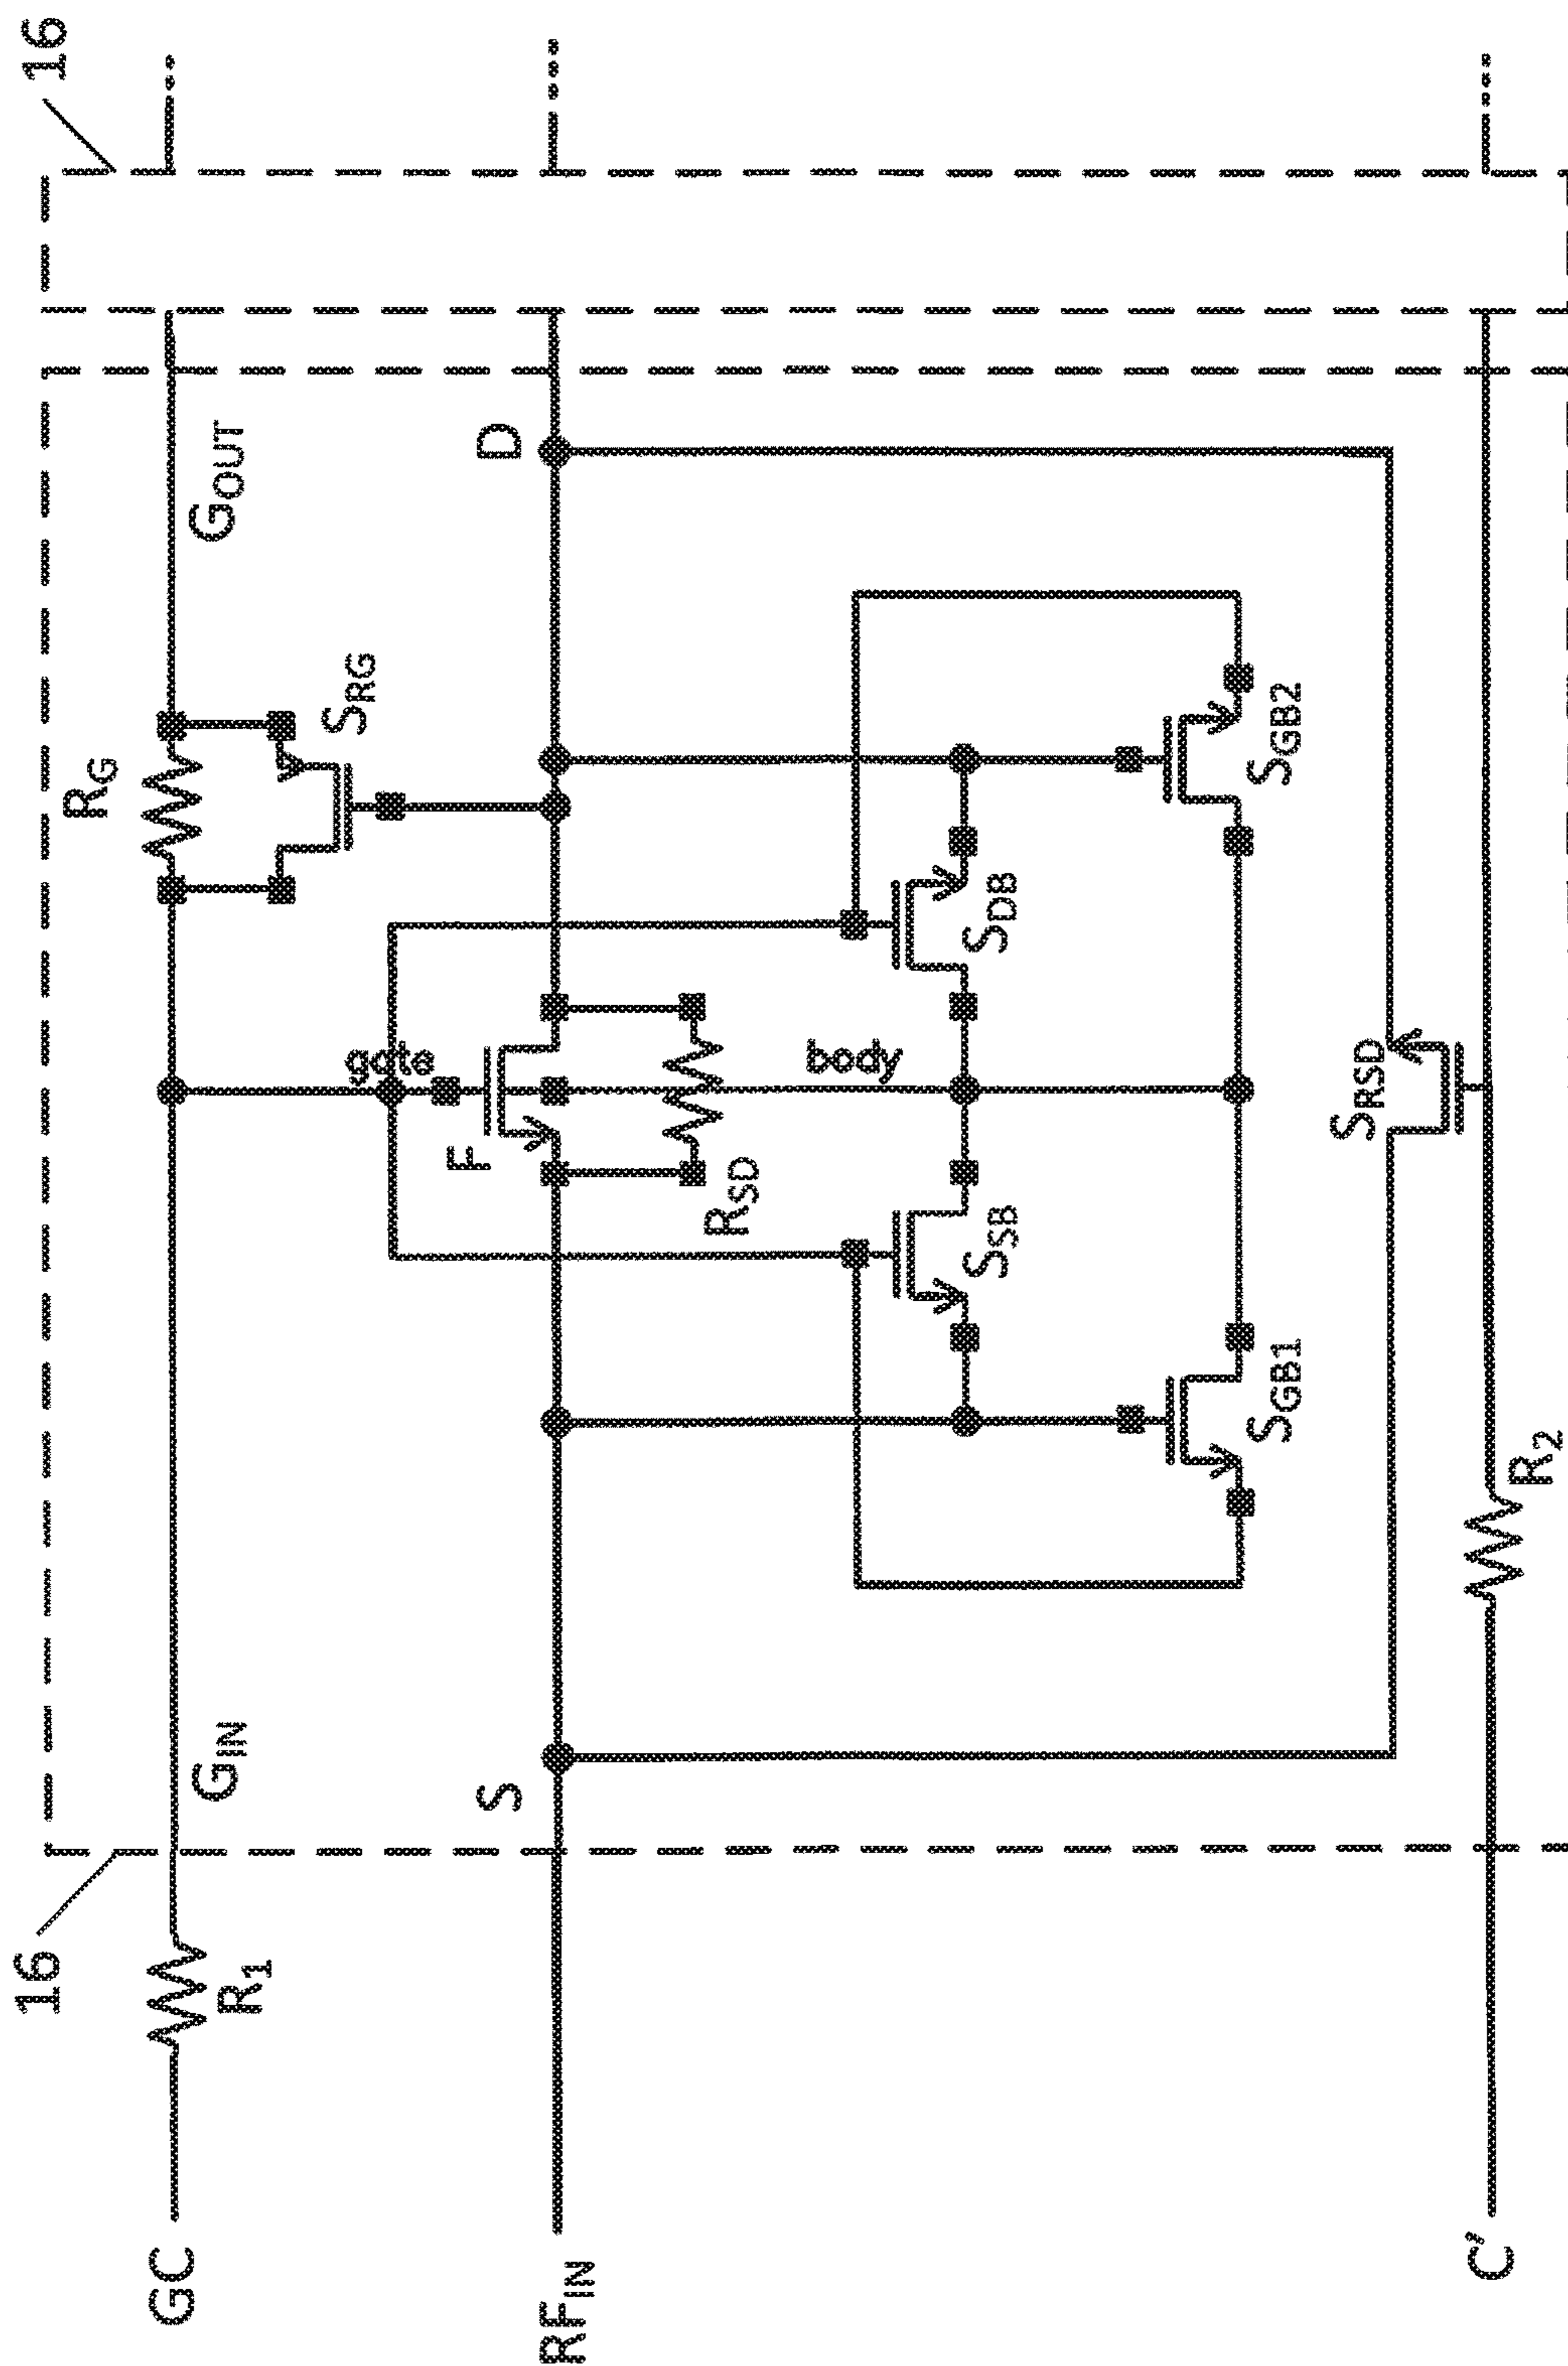 16
16
GC
R1
GIN
RG
GOUT
SRG
gate
F
RFIN
S
D
RSD
body
SSB
SDB
SGB1
SGB2
SRSD
C'
R2